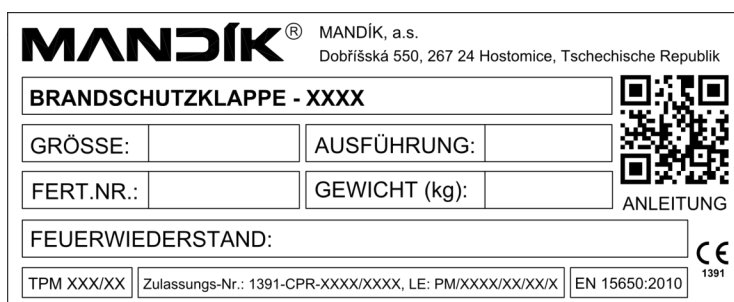 MANDÍK® MANDÍK, a.s.
Dobříšská 550, 267 24 Hostomice, Tschechische Republik
BRANDSCHUTZKLAPPE - XXXX
GRÖSSE: AUSFÜHRUNG:
FERT.NR.: GEWICHT (kg):
ANLEITUNG
FEUERWIEDERSTAND:
CE
1391
TPM XXX/XX Zulassungs-Nr.: 1391-CPR-XXXX/XXXX, LE: PM/XXXX/XX/XX/X EN 15650:2010